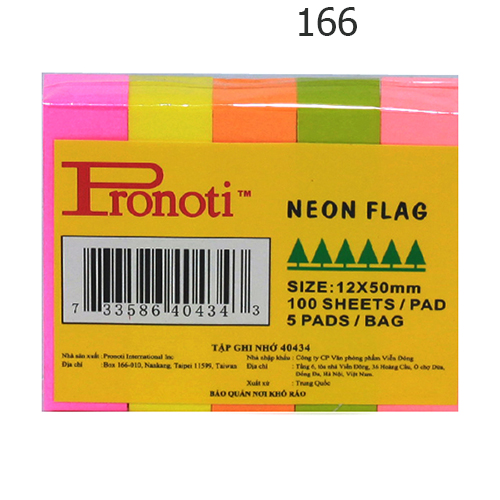 166
Pronoti™
NEON FLAG
SIZE:12X50mm
100 SHEETS / PAD
5 PADS / BAG
7 33586 40434 3
TẬP GHI NHỚ 40434
Nhà sản xuất : Pronoti International Inc
Địa chỉ : Box 166-010, Nankang, Taipei 11599, Taiwan
Nhà nhập khẩu : Công ty CP Văn phòng phẩm Viễn Đông
Địa chỉ : Tầng 6, tòa nhà Viễn Đông, 36 Hoàng Cầu, Ô chợ Dừa,
Đống Đa, Hà Nội, Việt Nam.
Xuất xứ : Trung Quốc
BẢO QUẢN NƠI KHÔ RÁO